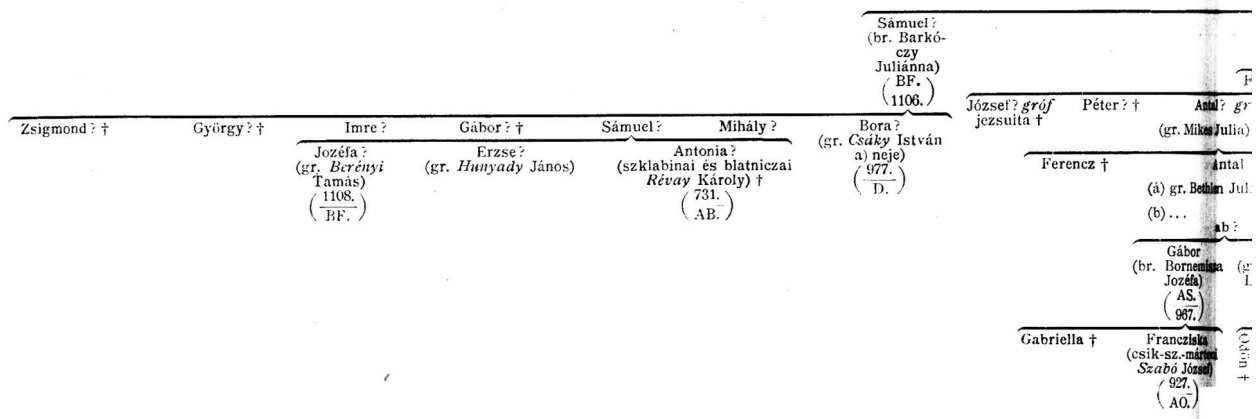 Sámuel?
(br. Barkó-
czy
Juliánna)
(BF.
1106.)
József? gróf
jezsuita †
Péter? †
Antal?
(gr. Mikes Julia)
Zsigmond? †
György? †
Imre?
Gábor? †
Sámuel?
Mihály?
Bora?
(gr. Csáky István
a) neje)
(977.
D.)
Jozéfa?
(gr. Berényi
Tamás)
(1108.
BF.)
Erzse?
(gr. Hunyady János)
Antonia?
(szklabinai és blatniczai
Révay Károly) †
(731.
AB.)
Ferencz †
Antal
(á) gr. Bethlen
(b) ...
ab?
Gábor
(br. Bornemisza
Jozéfa)
(AS.
967.)
Gabriella †
Francziska
(csik-sz.-mártoni
Szabó József)
(927.
AO.)
Ödön †